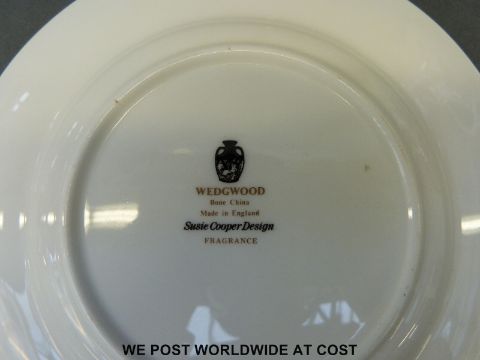 WEDGWOOD
Bone China
Made in England
Susie Cooper Design
FRAGRANCE
WE POST WORLDWIDE AT COST